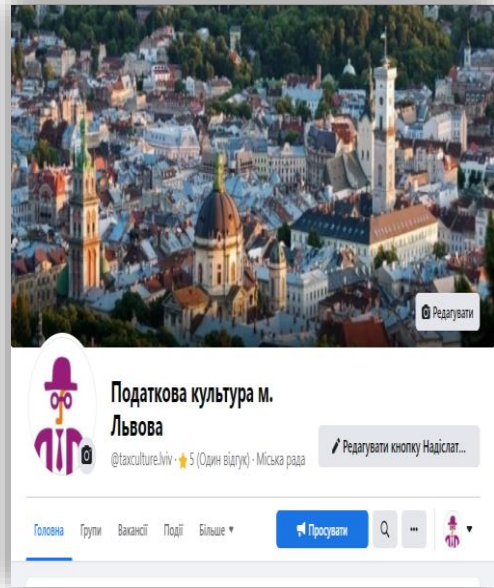 Редагувати
Податкова культура м.
Львова
@taxculture.lviv · 5 (Один відгук) · Міська рада
Редагувати кнопку Надіслат...
Головна Групи Вакансії Події Більше
Просувати